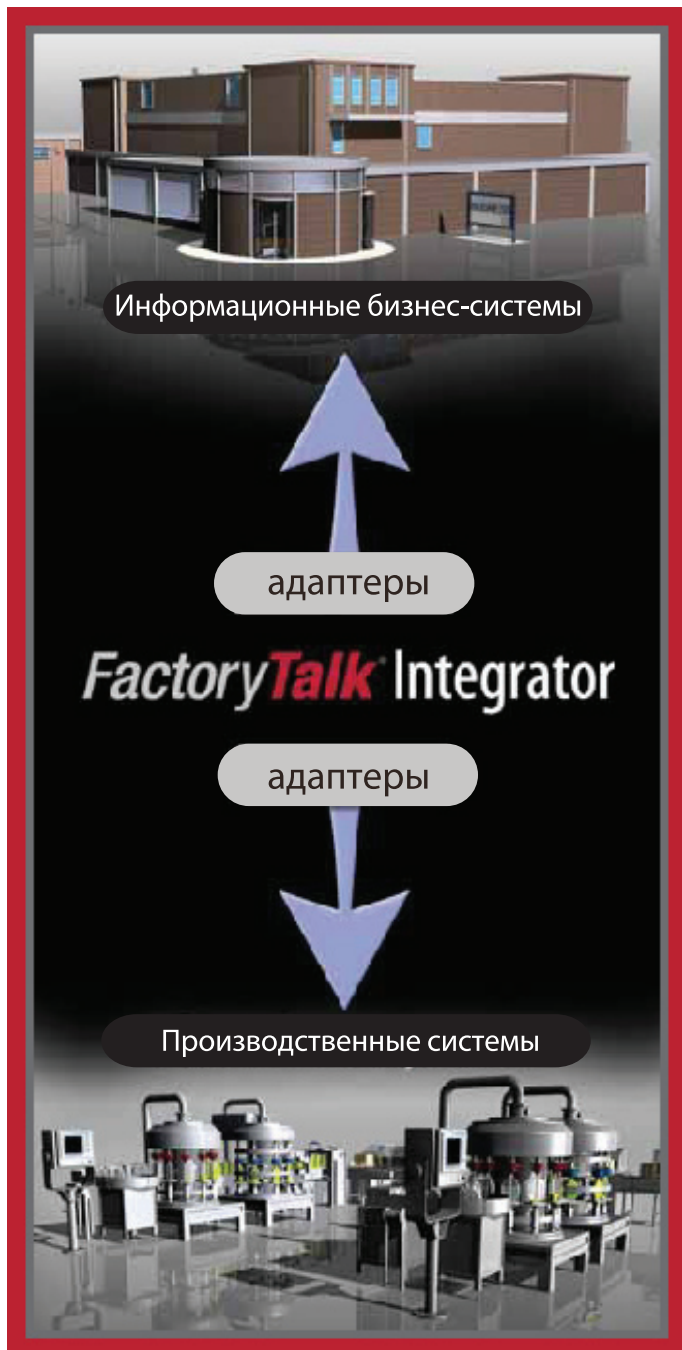 Информационные бизнес-системы
адаптеры
FactoryTalk® Integrator
адаптеры
Производственные системы